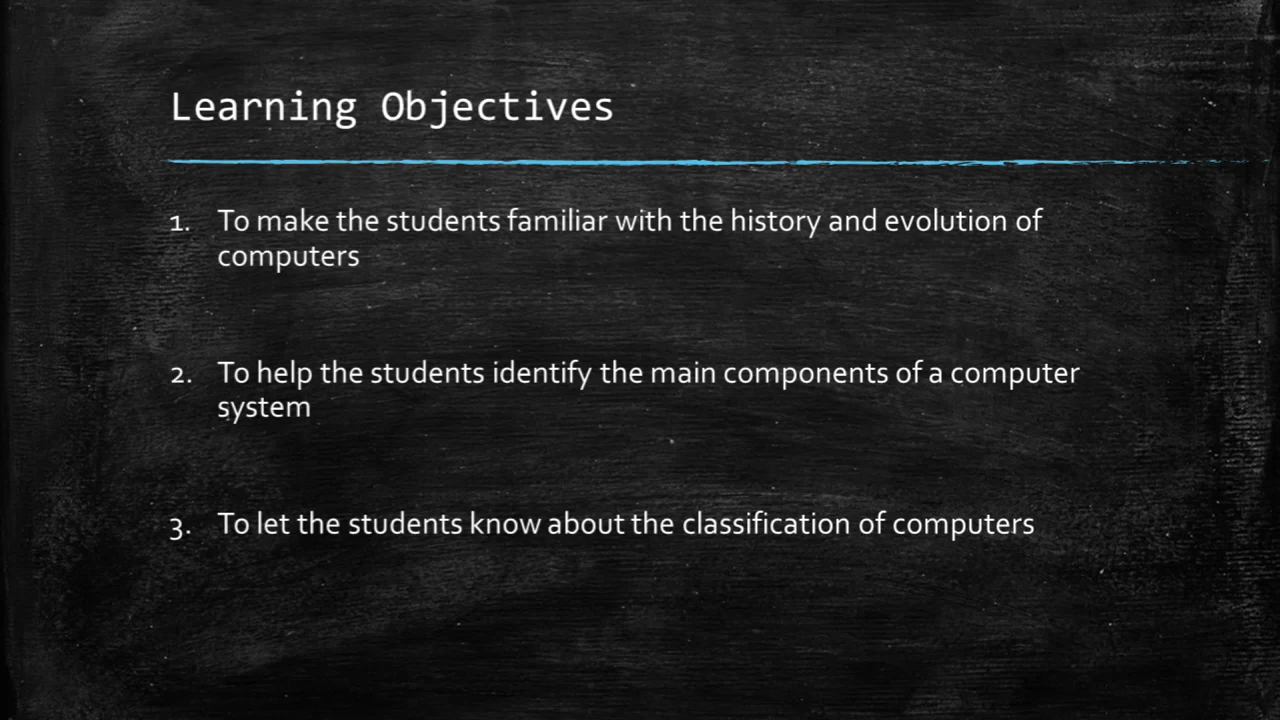 Learning Objectives
1. To make the students familiar with the history and evolution of
computers
2. To help the students identify the main components of a computer
system
3. To let the students know about the classification of computers